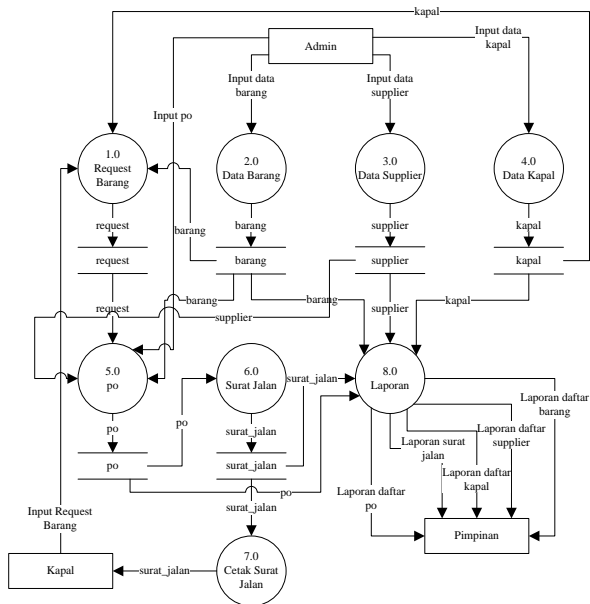 kapal
Admin
Input data
kapal
Input data
barang
Input data
supplier
Input po
1.0
Request
Barang
2.0
Data Barang
3.0
Data Supplier
4.0
Data Kapal
request
barang
barang
supplier
kapal
request
barang
supplier
kapal
request
barang
supplier
barang
supplier
kapal
5.0
po
6.0
Surat Jalan
surat_jalan
8.0
Laporan
Laporan daftar
barang
po
po
surat_jalan
Laporan daftar
supplier
Laporan surat
jalan
po
surat_jalan
Laporan daftar
kapal
po
Laporan daftar
po
surat_jalan
Input Request
Barang
Pimpinan
Kapal
surat_jalan
7.0
Cetak Surat
Jalan